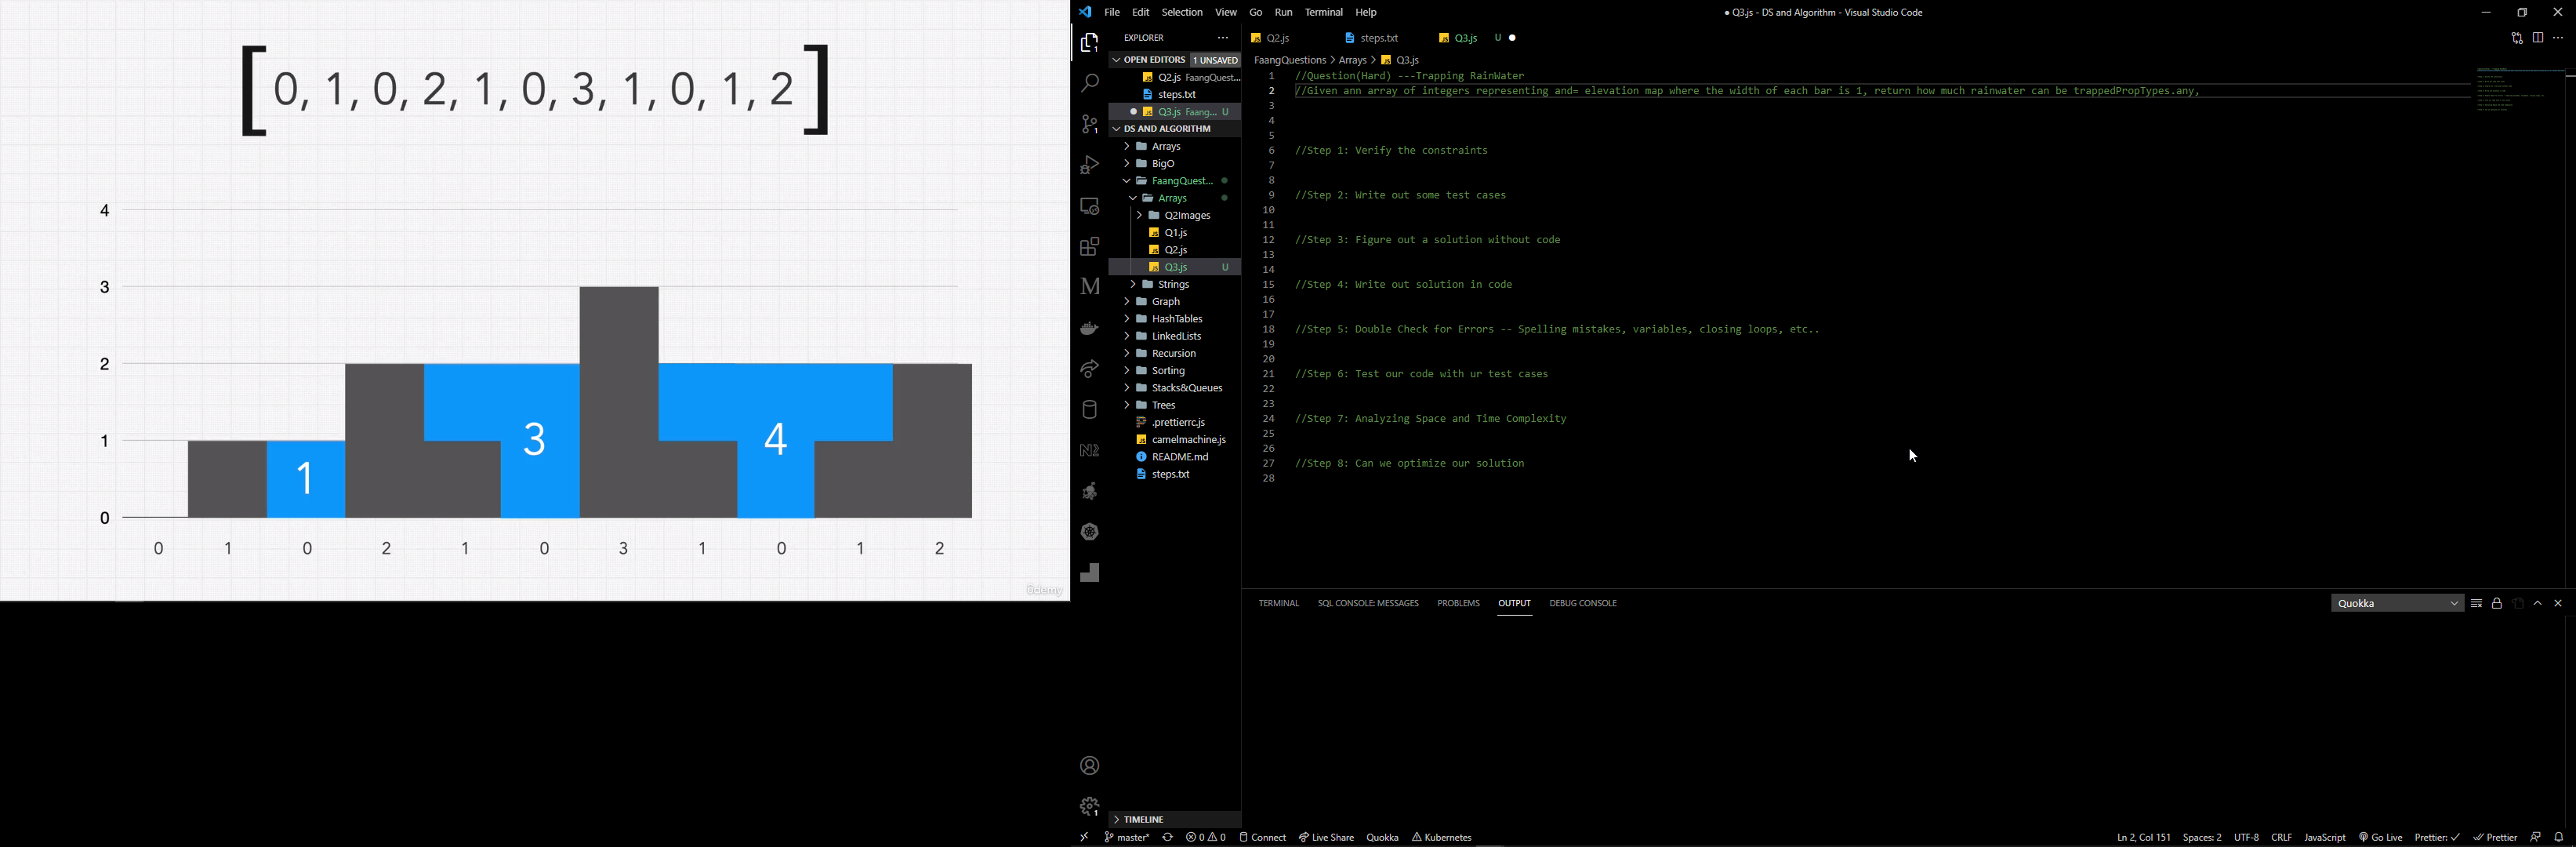 [0, 1, 0, 2, 1, 0, 3, 1, 0, 1, 2]
4
3
2
1
0
1
3
4
0 1 0 2 1 0 3 1 0 1 2
ûdemy
File Edit Selection View Go Run Terminal Help
● Q3.js - DS and Algorithm - Visual Studio Code
EXPLORER
OPEN EDITORS 1 UNSAVED
Q2.js FaangQuest...
steps.txt
Q3.js Faang... U
DS AND ALGORITHM
Arrays
BigO
FaangQuest...
Arrays
Q2Images
Q1.js
Q2.js
Q3.js U
Strings
Graph
HashTables
LinkedLists
Recursion
Sorting
Stacks&Queues
Trees
.prettierrc.js
camelmachine.js
README.md
steps.txt
TIMELINE
Q2.js steps.txt Q3.js U
FaangQuestions > Arrays > Q3.js
1 //Question(Hard) ---Trapping RainWater
2 //Given ann array of integers representing and= elevation map where the width of each bar is 1, return how much rainwater can be trappedPropTypes.any,
3
4
5
6 //Step 1: Verify the constraints
7
8
9 //Step 2: Write out some test cases
10
11
12 //Step 3: Figure out a solution without code
13
14
15 //Step 4: Write out solution in code
16
17
18 //Step 5: Double Check for Errors -- Spelling mistakes, variables, closing loops, etc..
19
20
21 //Step 6: Test our code with ur test cases
22
23
24 //Step 7: Analyzing Space and Time Complexity
25
26
27 //Step 8: Can we optimize our solution
28
TERMINAL SQL CONSOLE: MESSAGES PROBLEMS OUTPUT DEBUG CONSOLE
Quokka
master* 0 0 Connect Live Share Quokka Kubernetes
Ln 2, Col 151 Spaces: 2 UTF-8 CRLF JavaScript Go Live Prettier: ✓ Prettier